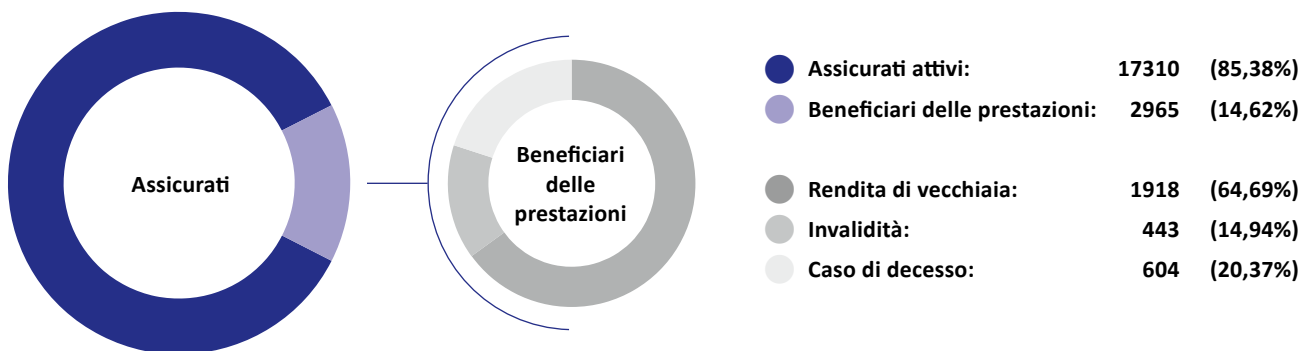 Assicurati
Beneficiari
delle
prestazioni
Assicurati attivi: 17310 (85,38%)
Beneficiari delle prestazioni: 2965 (14,62%)
Rendita di vecchiaia: 1918 (64,69%)
Invalidità: 443 (14,94%)
Caso di decesso: 604 (20,37%)